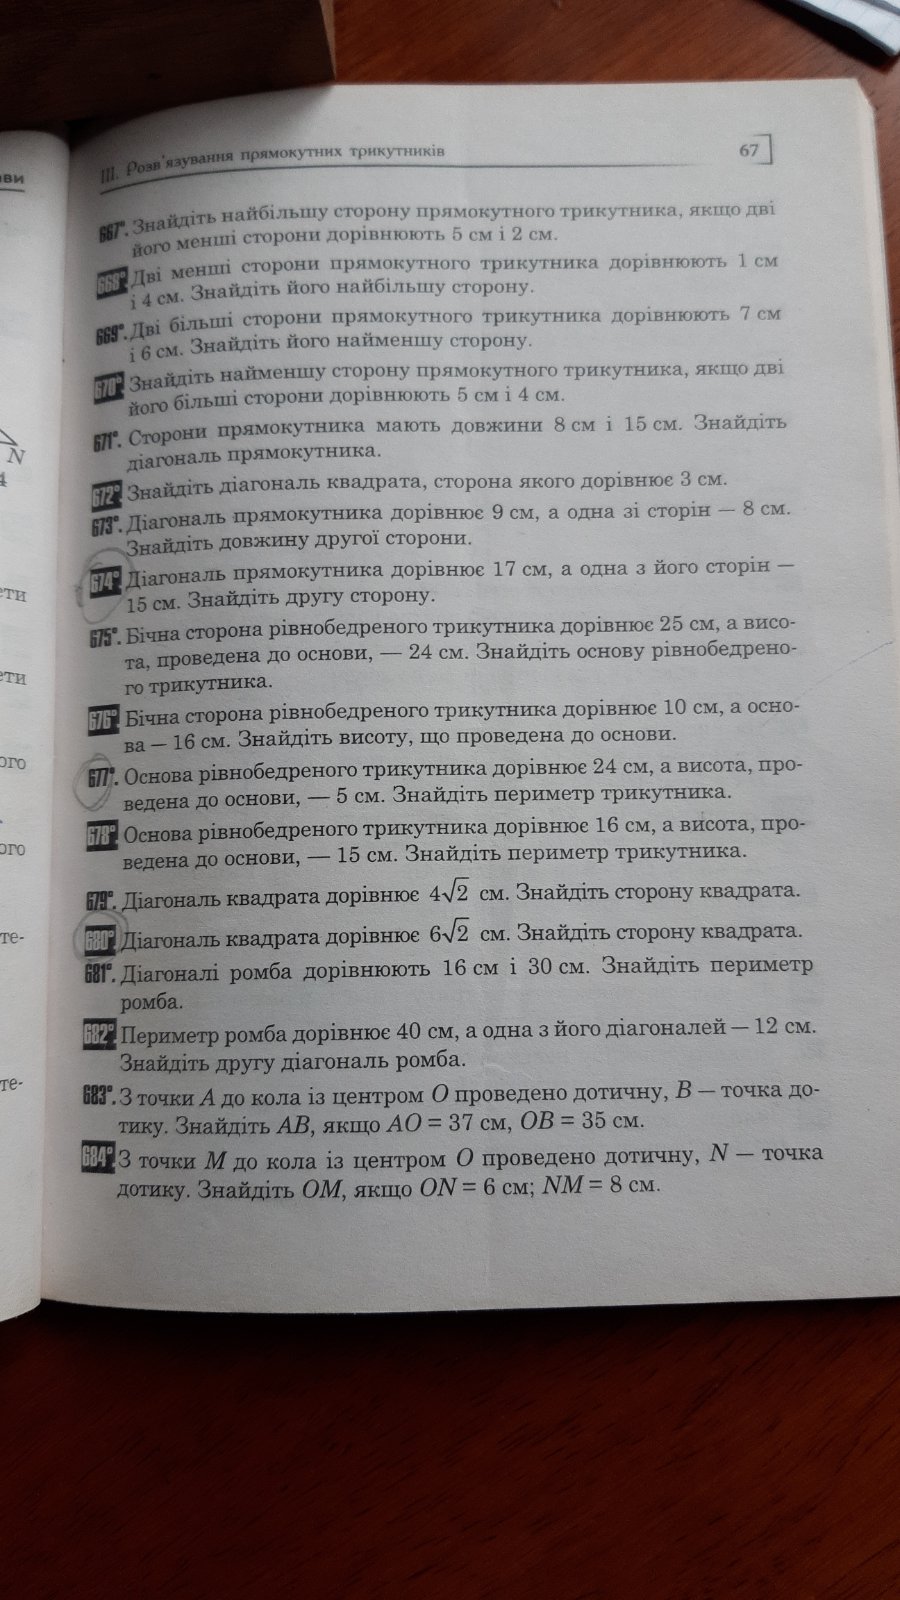 ви
N
4
ети
ети
ого
ого
те-
те-
III. Розв'язування прямокутних трикутників 67
667°. Знайдіть найбільшу сторону прямокутного трикутника, якщо дві
його менші сторони дорівнюють 5 см і 2 см.
668°. Дві менші сторони прямокутного трикутника дорівнюють 1 см
і 4 см. Знайдіть його найбільшу сторону.
669°. Дві більші сторони прямокутного трикутника дорівнюють 7 см
і 6 см. Знайдіть його найменшу сторону.
670°. Знайдіть найменшу сторону прямокутного трикутника, якщо дві
його більші сторони дорівнюють 5 см і 4 см.
671°. Сторони прямокутника мають довжини 8 см і 15 см. Знайдіть
діагональ прямокутника.
672°. Знайдіть діагональ квадрата, сторона якого дорівнює 3 см.
673°. Діагональ прямокутника дорівнює 9 см, а одна зі сторін — 8 см.
Знайдіть довжину другої сторони.
674°. Діагональ прямокутника дорівнює 17 см, а одна з його сторін —
15 см. Знайдіть другу сторону.
675°. Бічна сторона рівнобедреного трикутника дорівнює 25 см, а висо-
та, проведена до основи, — 24 см. Знайдіть основу рівнобедрено-
го трикутника.
676°. Бічна сторона рівнобедреного трикутника дорівнює 10 см, а осно-
ва — 16 см. Знайдіть висоту, що проведена до основи.
677°. Основа рівнобедреного трикутника дорівнює 24 см, а висота, про-
ведена до основи, — 5 см. Знайдіть периметр трикутника.
678°. Основа рівнобедреного трикутника дорівнює 16 см, а висота, про-
ведена до основи, — 15 см. Знайдіть периметр трикутника.
679°. Діагональ квадрата дорівнює 4√2 см. Знайдіть сторону квадрата.
680°. Діагональ квадрата дорівнює 6√2 см. Знайдіть сторону квадрата.
681°. Діагоналі ромба дорівнюють 16 см і 30 см. Знайдіть периметр
ромба.
682°. Периметр ромба дорівнює 40 см, а одна з його діагоналей — 12 см.
Знайдіть другу діагональ ромба.
683°. З точки A до кола із центром O проведено дотичну, B — точка до-
тику. Знайдіть AB, якщо AO = 37 см, OB = 35 см.
684°. З точки M до кола із центром O проведено дотичну, N — точка
дотику. Знайдіть OM, якщо ON = 6 см; NM = 8 см.